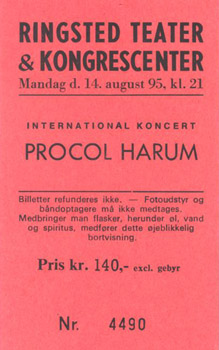 RINGSTED TEATER
& KONGRESCENTER
Mandag d. 14. august 95, kl. 21
INTERNATIONAL KONCERT
PROCOL HARUM
Billetter refunderes ikke. — Fotoudstyr og
båndoptagere må ikke medtages.
Medbringer man flasker, herunder øl, vand
og spiritus, medfører dette øjeblikkelig
bortvisning.
Pris kr. 140,- excl. gebyr
Nr. 4490